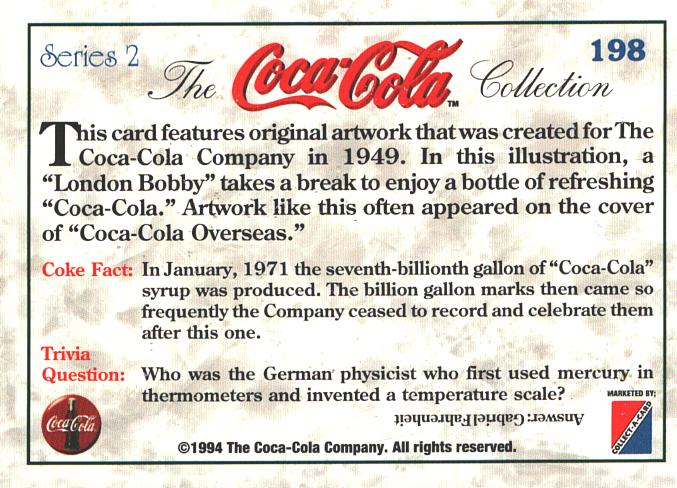 Series 2
198
The Coca-Cola™ Collection
This card features original artwork that was created for The
Coca-Cola Company in 1949. In this illustration, a
“London Bobby” takes a break to enjoy a bottle of refreshing
“Coca-Cola.” Artwork like this often appeared on the cover
of “Coca-Cola Overseas.”
Coke Fact: In January, 1971 the seventh-billionth gallon of “Coca-Cola”
syrup was produced. The billion gallon marks then came so
frequently the Company ceased to record and celebrate them
after this one.
Trivia
Question: Who was the German physicist who first used mercury in
thermometers and invented a temperature scale?
Answer: Gabriel Fahrenheit
MARKETED BY:
Coca-Cola
COLLECT-A-CARD
©1994 The Coca-Cola Company. All rights reserved.